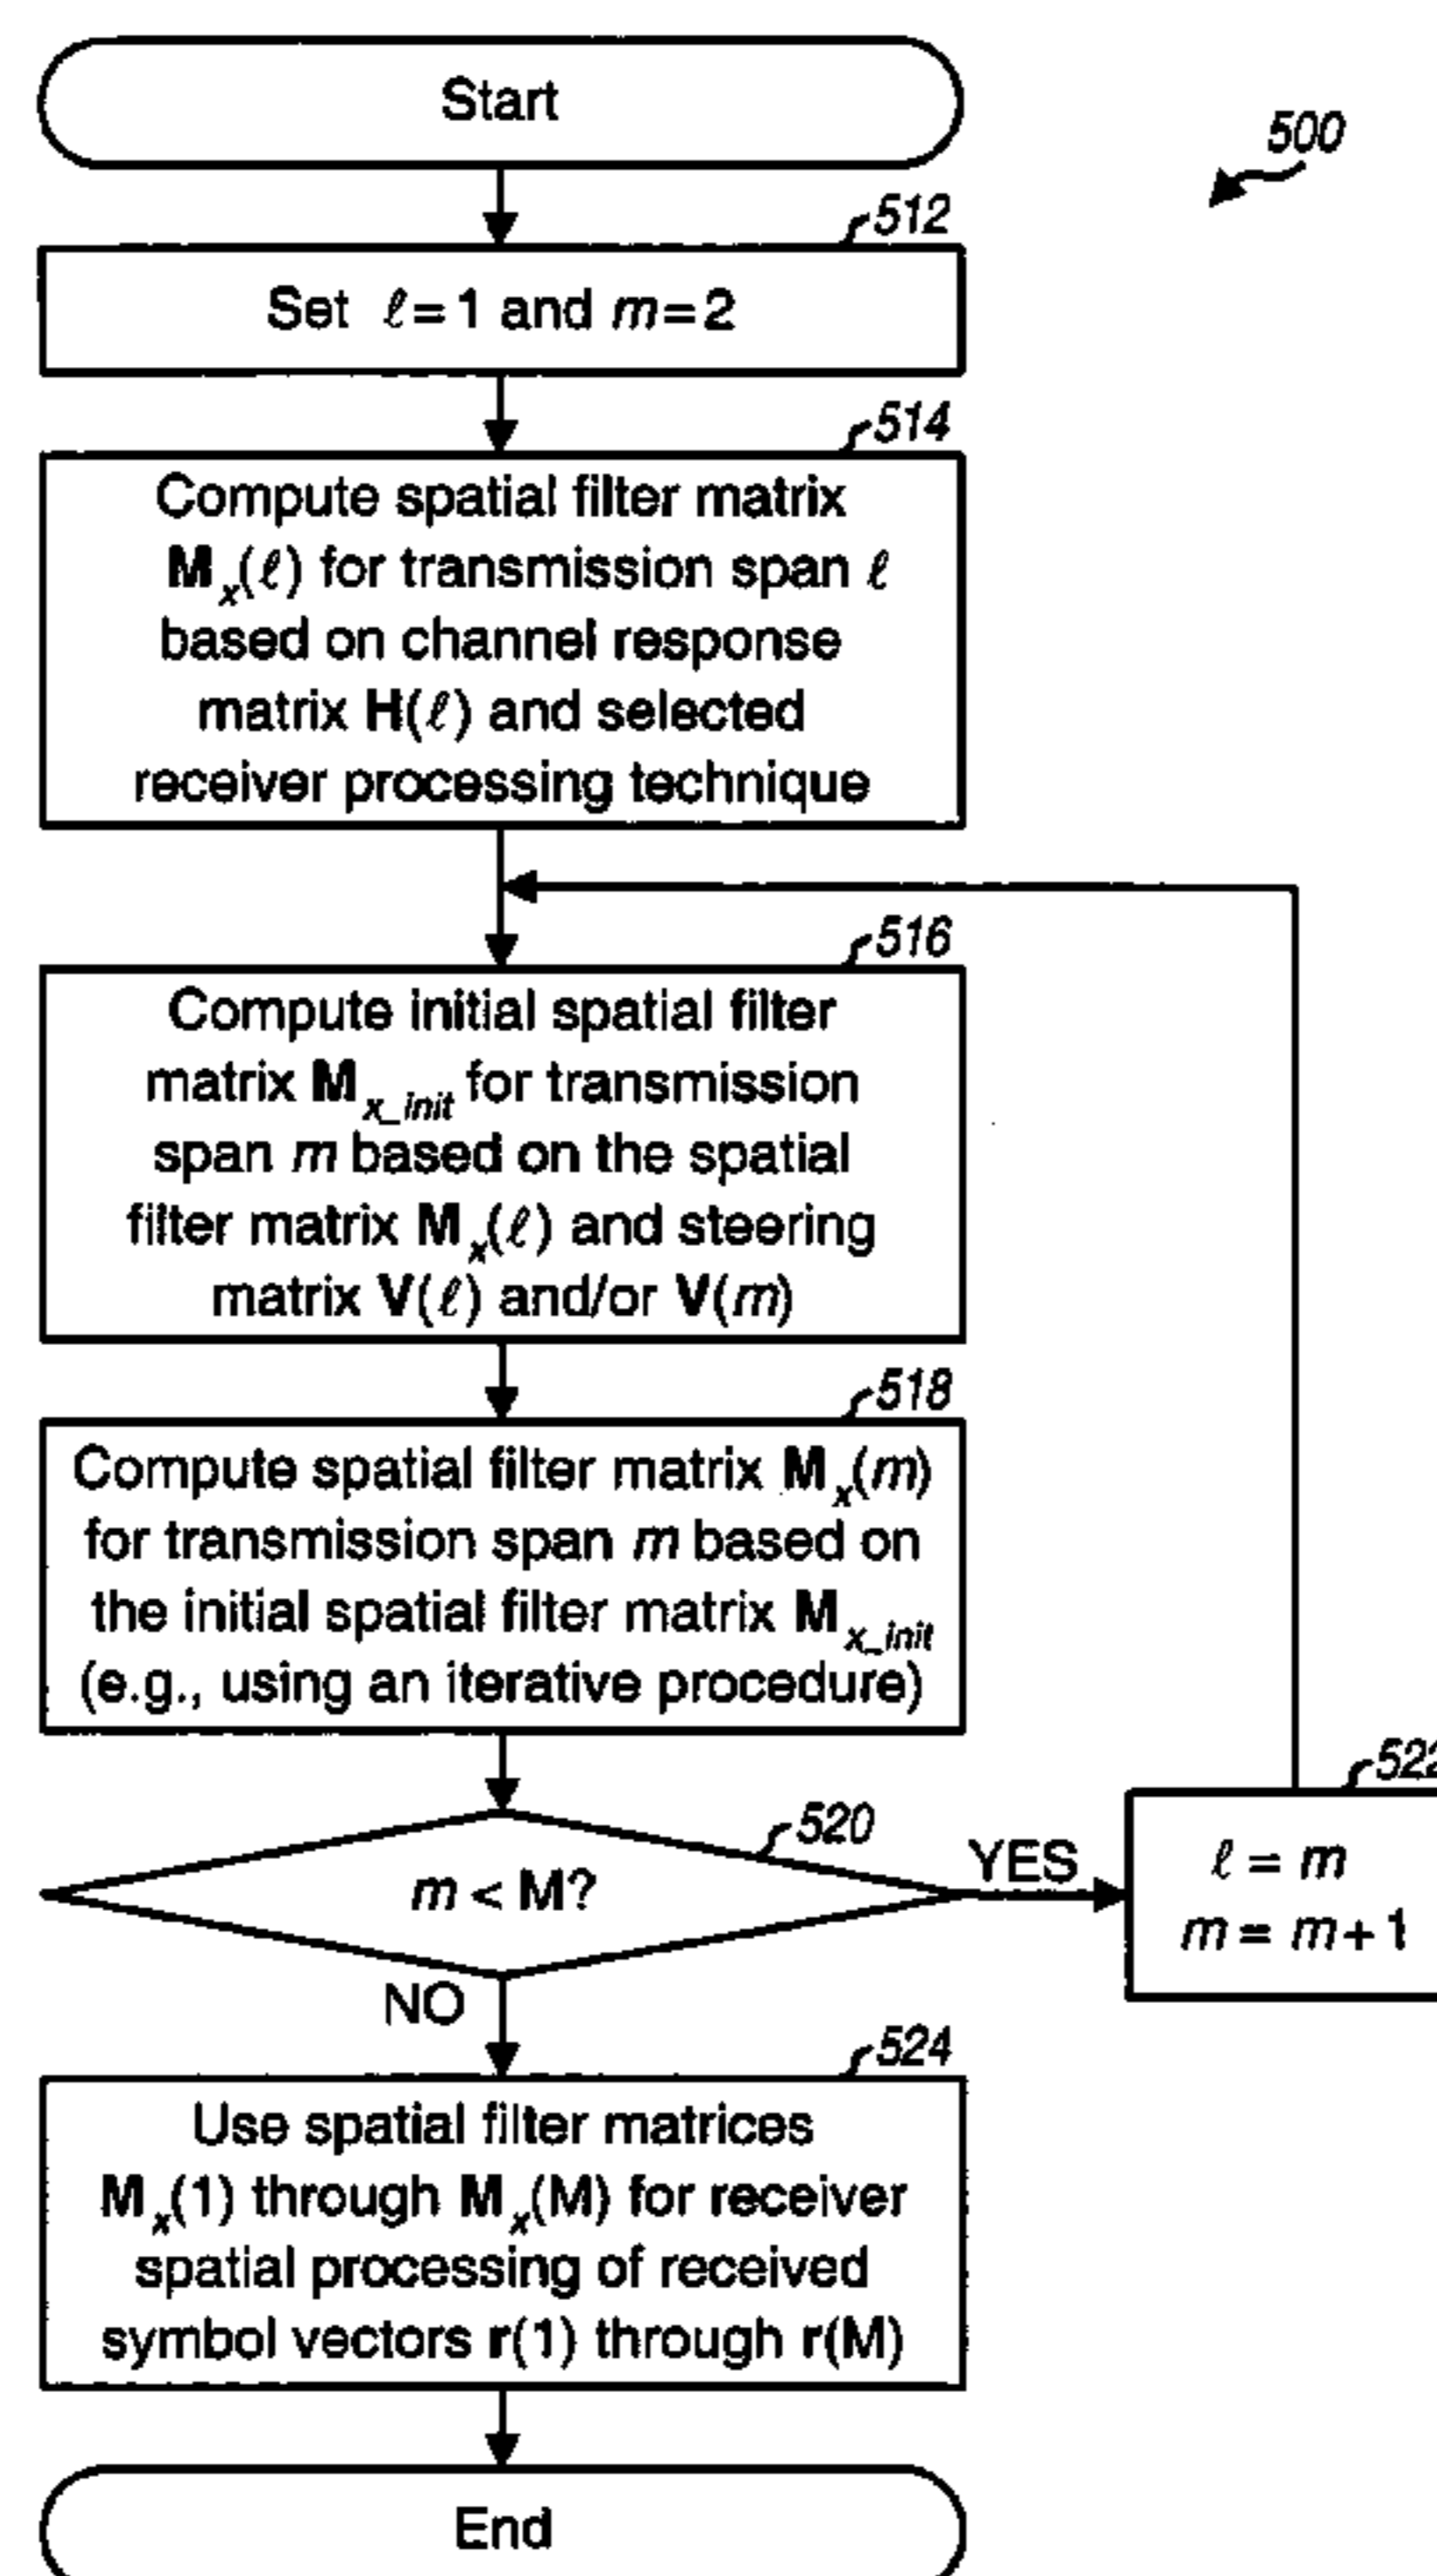 Start
500
512
Set ℓ = 1 and m = 2
514
Compute spatial filter matrix
Mx(ℓ) for transmission span ℓ
based on channel response
matrix H(ℓ) and selected
receiver processing technique
516
Compute initial spatial filter
matrix Mx_init for transmission
span m based on the spatial
filter matrix Mx(ℓ) and steering
matrix V(ℓ) and/or V(m)
518
Compute spatial filter matrix Mx(m)
for transmission span m based on
the initial spatial filter matrix Mx_init
(e.g., using an iterative procedure)
520
m < M?
YES
522
ℓ = m
m = m + 1
NO
524
Use spatial filter matrices
Mx(1) through Mx(M) for receiver
spatial processing of received
symbol vectors r(1) through r(M)
End